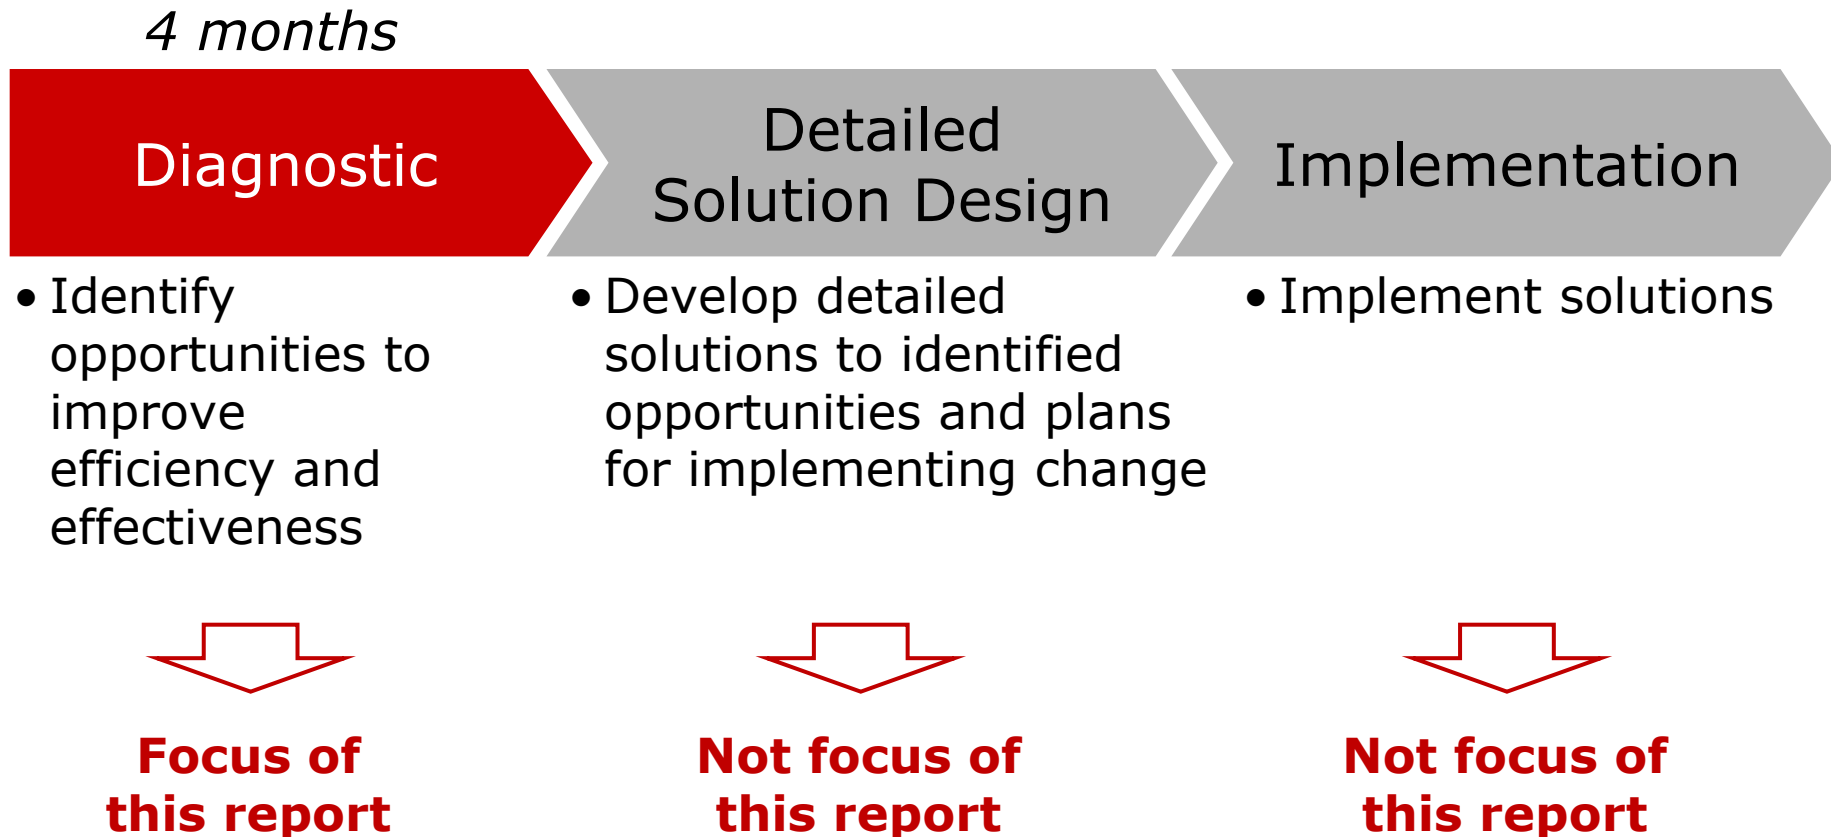 4 months
Diagnostic
Detailed
Solution Design
Implementation
• Identify
opportunities to
improve
efficiency and
effectiveness
• Develop detailed
solutions to identified
opportunities and plans
for implementing change
• Implement solutions
Focus of
this report
Not focus of
this report
Not focus of
this report